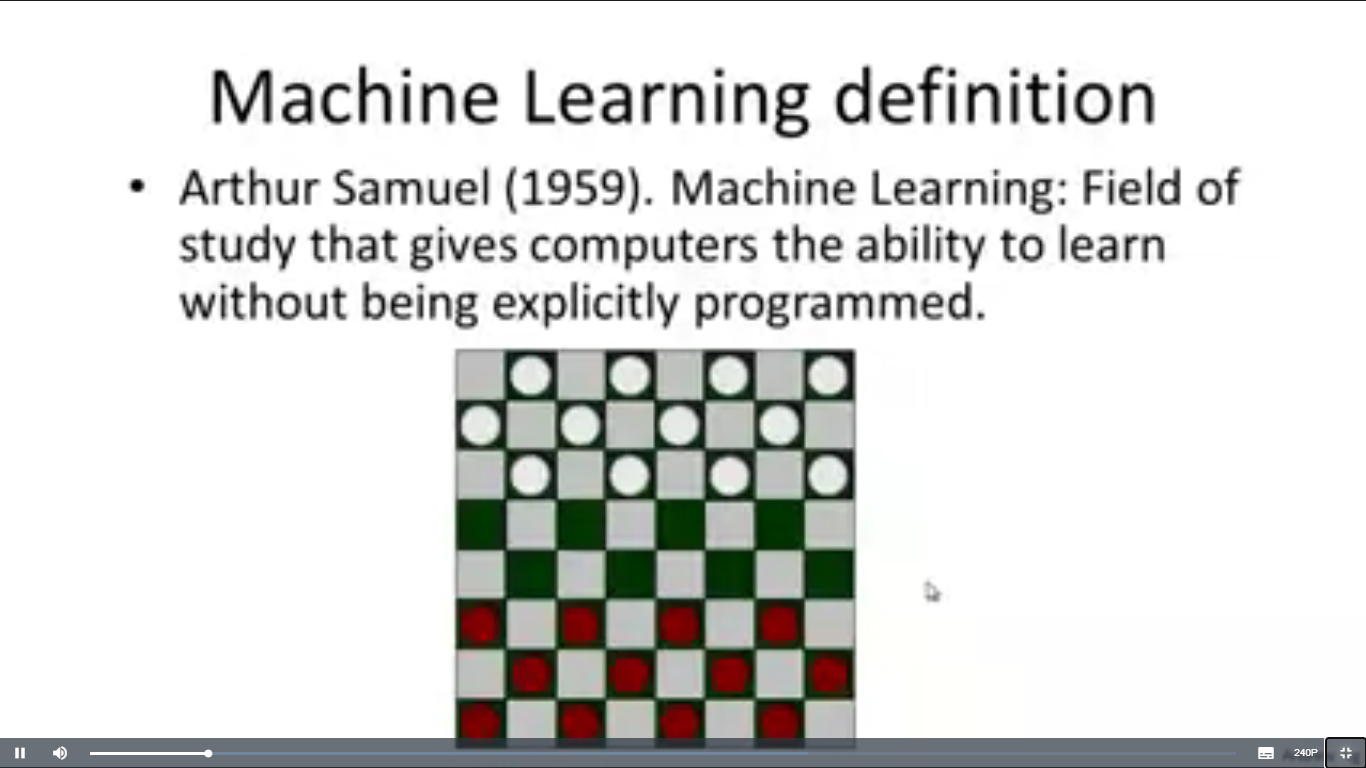 Machine Learning definition
• Arthur Samuel (1959). Machine Learning: Field of
study that gives computers the ability to learn
without being explicitly programmed.
240P